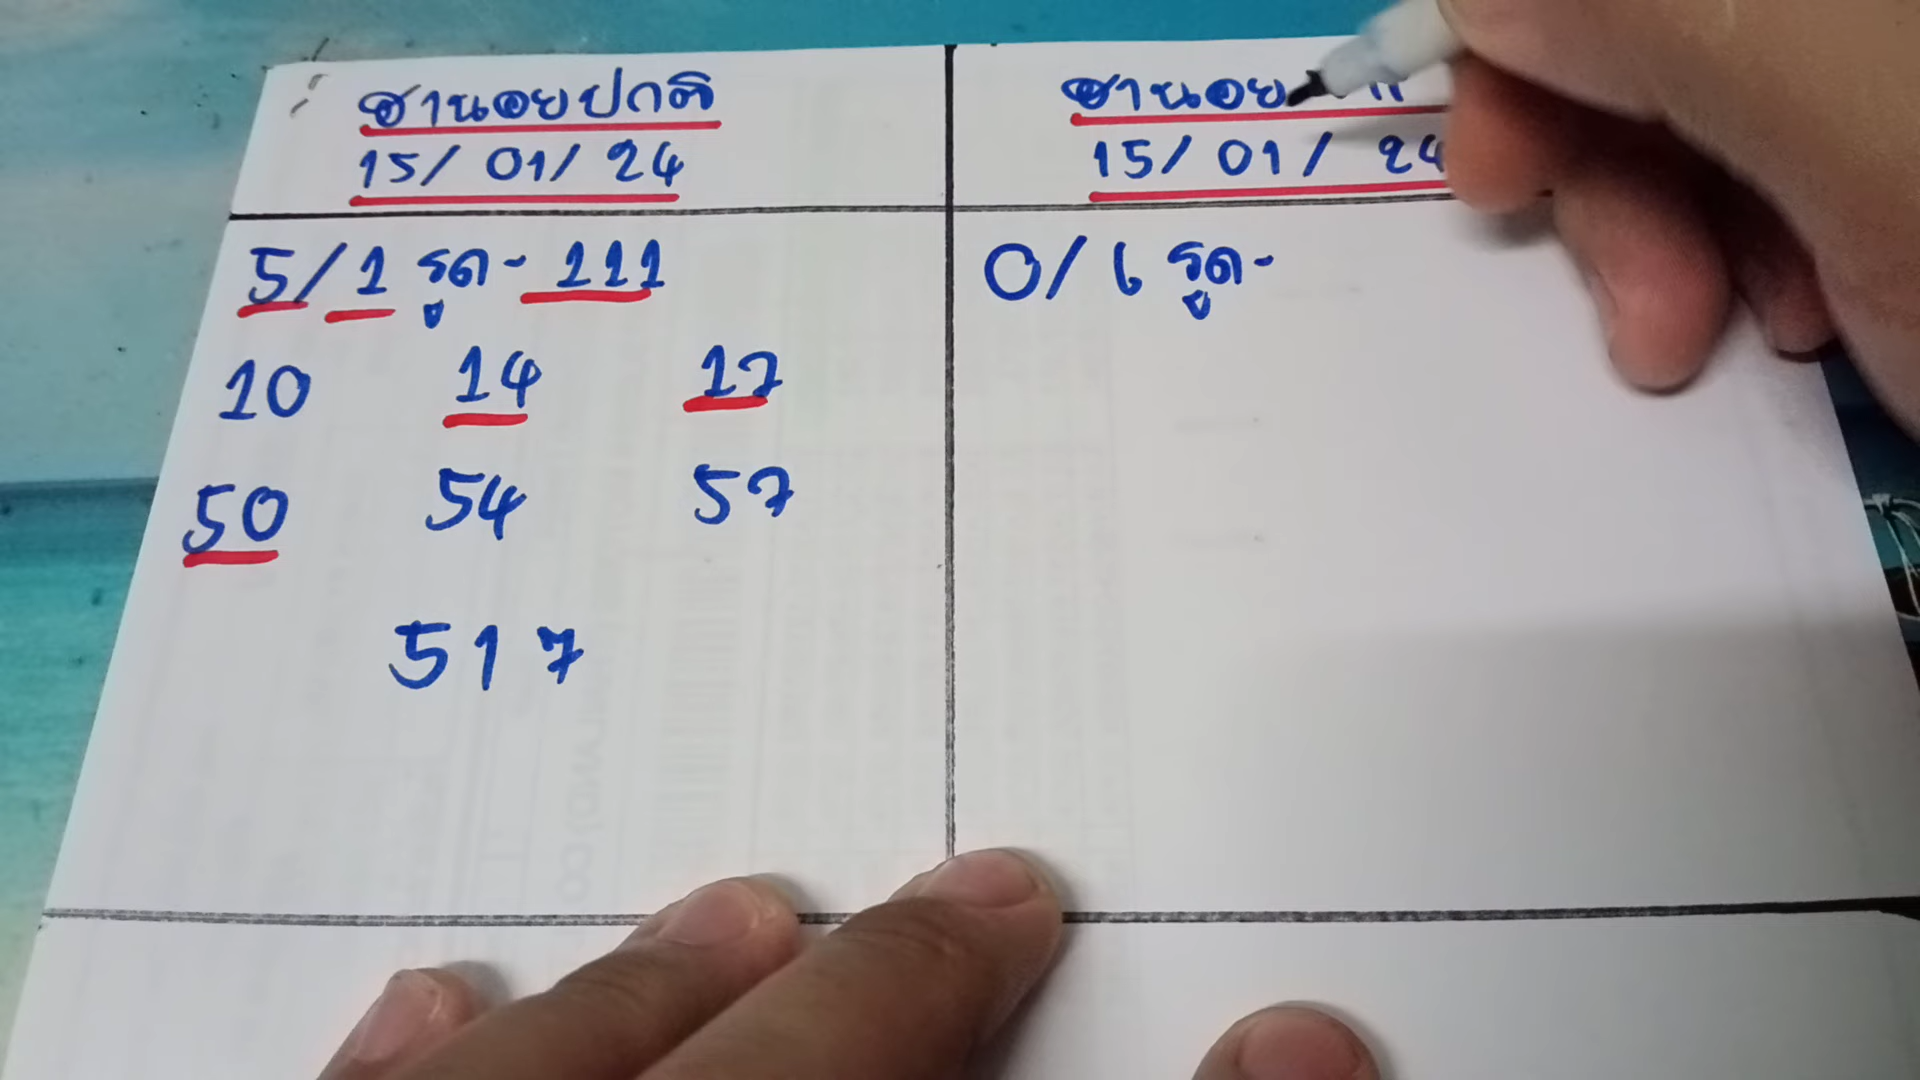 ฮานอยปกติ
15/01/24
5/1 รูด - 111
10 14 17
50 54 57
517
ฮานอย
15/01/24
0/6 รูด -